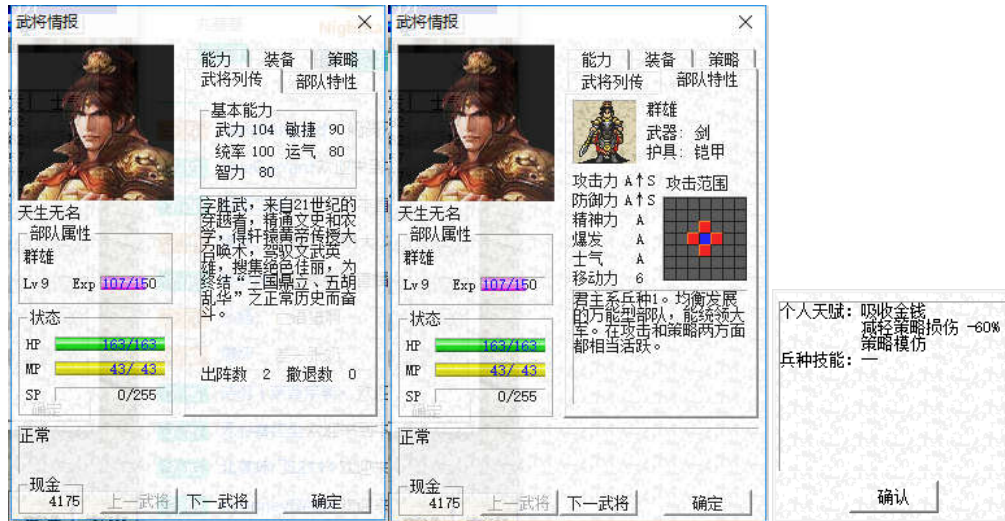 武将情报
能力 装备 策略
武将列传 部队特性
基本能力
武力 104 敏捷 90
统率 100 运气 80
智力 80
字胜武，来自21世纪的
穿越者，精通文史和农
学，得轩辕黄帝传授大
召唤术，驾驭文武英
雄，搜集绝色佳丽，为
终结“三国鼎立、五胡
乱华”之正常历史而奋
斗。
出阵数 2 撤退数 0
天生无名
部队属性
群雄
Lv 9 Exp 107/150
状态
HP 163/163
MP 43/ 43
SP 0/255
正常
现金
4175
上一武将 下一武将 确定
武将情报
能力 装备 策略
武将列传 部队特性
群雄
武器: 剑
护具: 铠甲
攻击力 A↑S 攻击范围
防御力 A↑S
精神力 A
爆发 A
士气 A
移动力 6
君主系兵种1。均衡发展
的万能型部队，能统领大
军。在攻击和策略两方面
都相当活跃。
天生无名
部队属性
群雄
Lv 9 Exp 107/150
状态
HP 163/163
MP 43/ 43
SP 0/255
正常
现金
4175
上一武将 下一武将 确定
个人天赋: 吸收金钱
减轻策略损伤 -60%
策略模仿
兵种技能: 一
确认